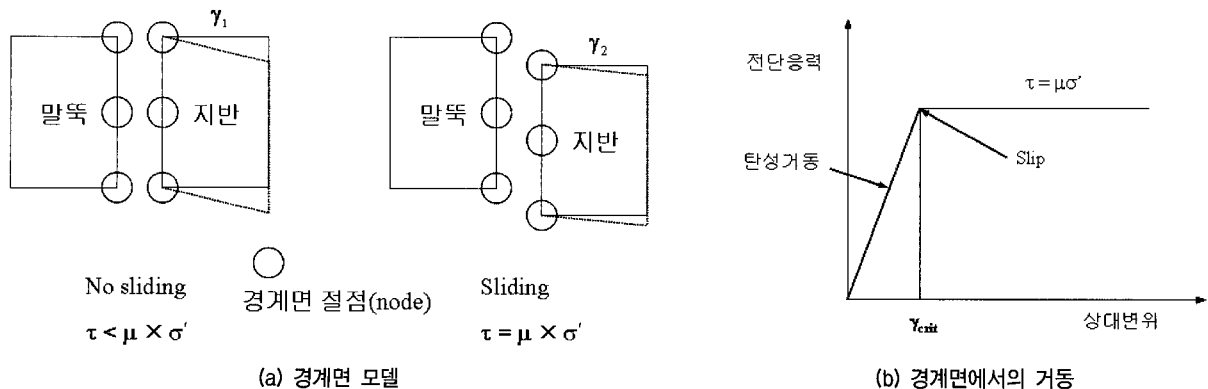 γ₁
말뚝
지반
No sliding
τ < μ × σ′
경계면 절점(node)
γ₂
말뚝
지반
Sliding
τ = μ × σ′
(a) 경계면 모델
전단응력
τ = μσ′
탄성거동
Slip
γcrit
상대변위
(b) 경계면에서의 거동